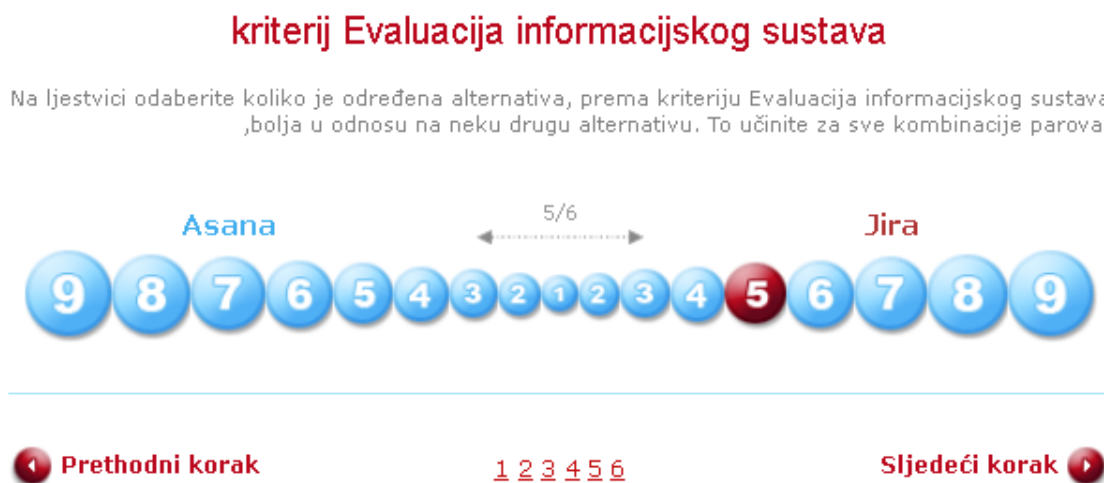 kriterij Evaluacija informacijskog sustava
Na ljestvici odaberite koliko je određena alternativa, prema kriteriju Evaluacija informacijskog sustava
,bolja u odnosu na neku drugu alternativu. To učinite za sve kombinacije parova
Asana 5/6 Jira
9 8 7 6 5 4 3 2 1 2 3 4 5 6 7 8 9
Prethodni korak 1 2 3 4 5 6 Sljedeći korak